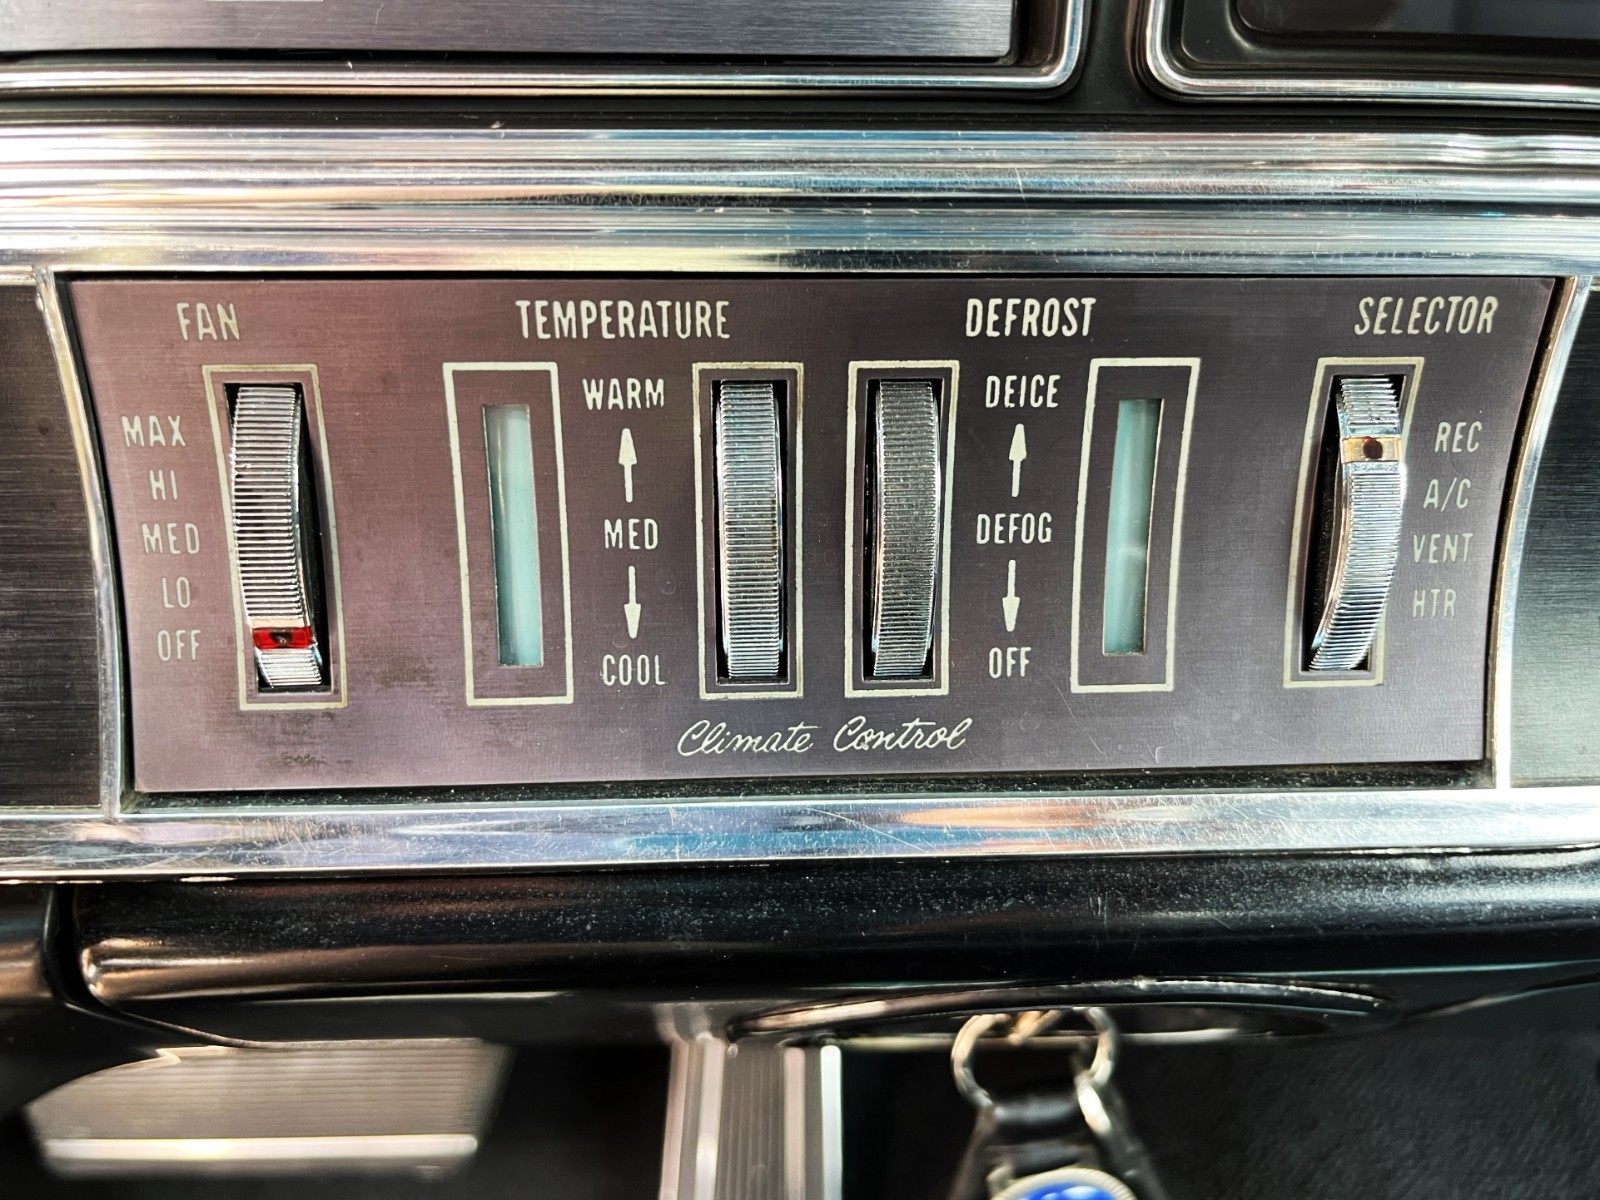 FAN
TEMPERATURE
DEFROST
SELECTOR
MAX
HI
MED
LO
OFF
WARM
MED
COOL
DEICE
DEFOG
OFF
REC
A/C
VENT
HTR
Climate Control